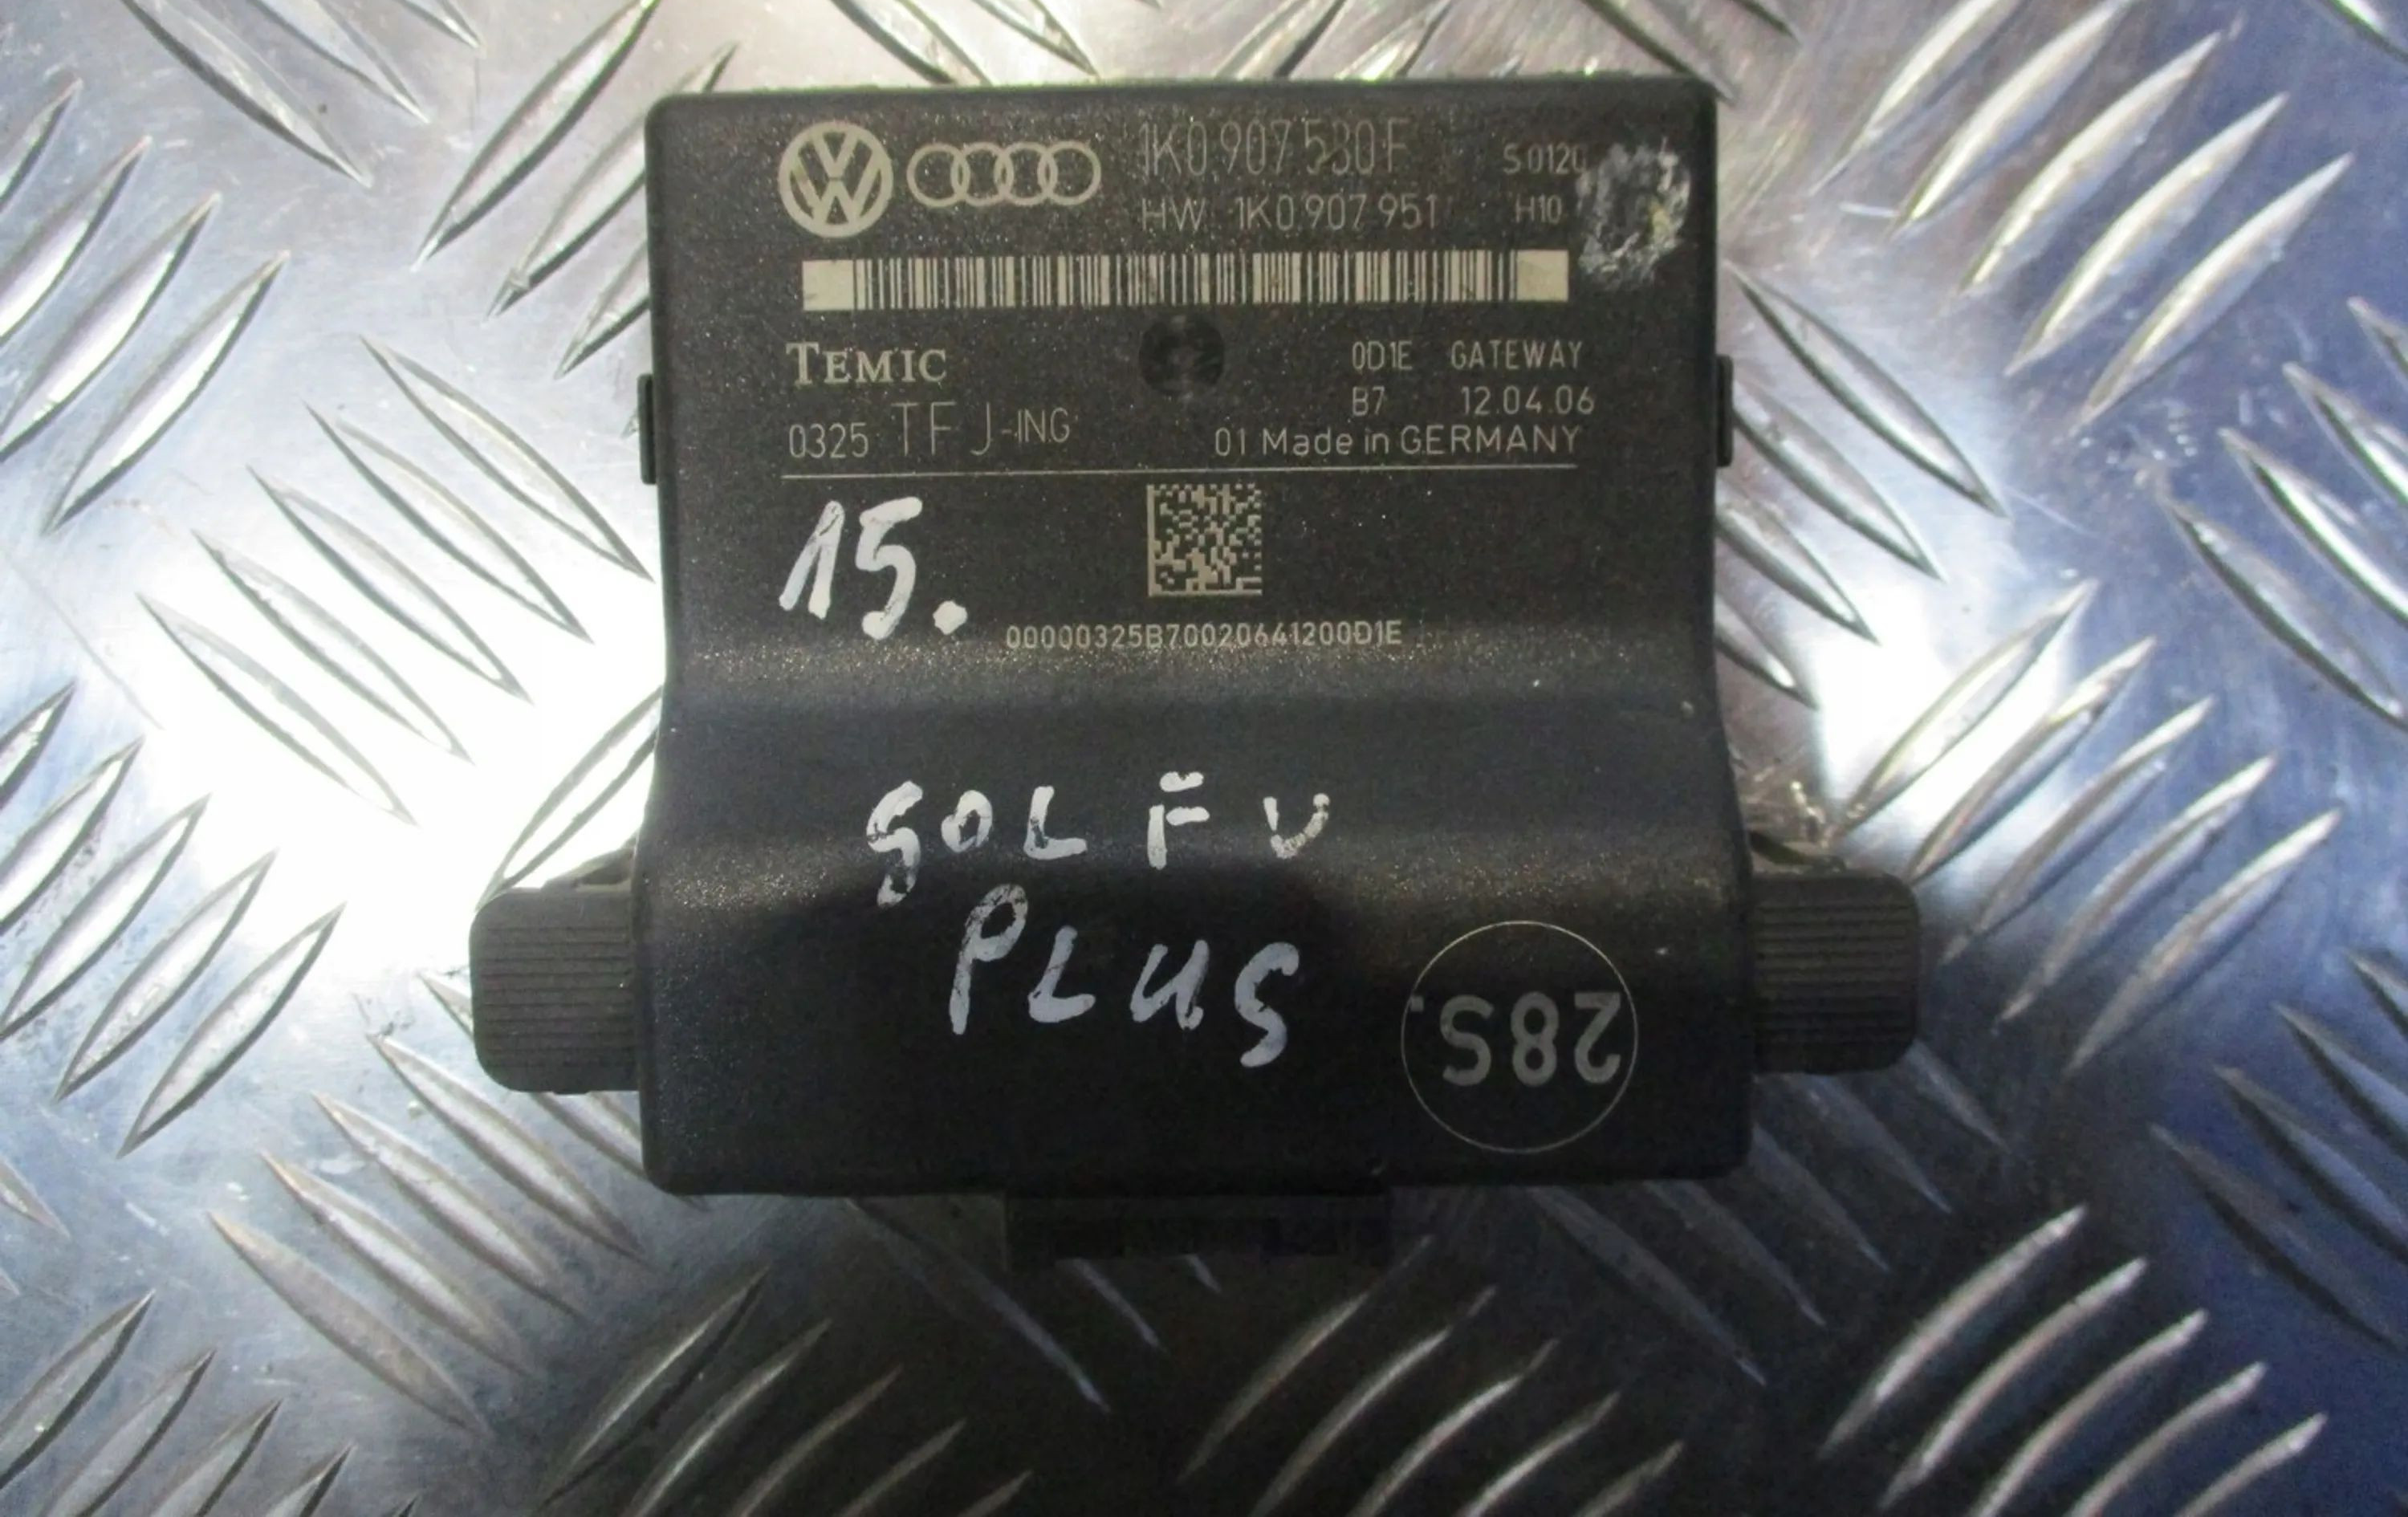 1K0.907.530.F S0120
HW 1K0.907.951 H10
TEMIC 0D1E GATEWAY
B7 12.04.06
0325 TFJ-ING 01 Made in GERMANY
15.
00000325B70020641200D1E
GOLF V
PLUS
28S.